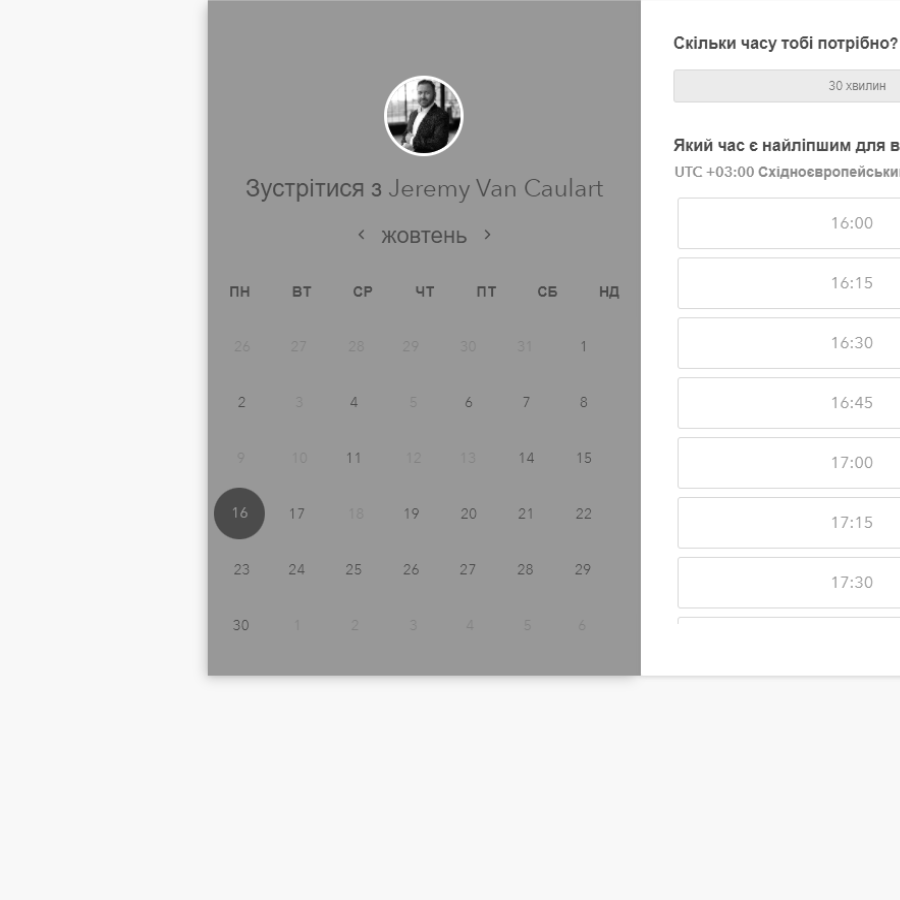 Зустрітися з Jeremy Van Caulart
жовтень
ПН ВТ СР ЧТ ПТ СБ НД
26 27 28 29 30 31 1
2 3 4 5 6 7 8
9 10 11 12 13 14 15
16 17 18 19 20 21 22
23 24 25 26 27 28 29
30 1 2 3 4 5 6
Скільки часу тобі потрібно?
30 хвилин
Який час є найліпшим для в
UTC +03:00 Східноєвропейськи
16:00
16:15
16:30
16:45
17:00
17:15
17:30